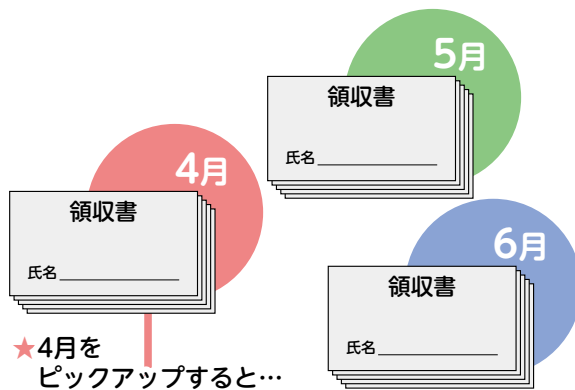 5月
領収書
氏名
4月
領収書
氏名
6月
領収書
氏名
★4月を
ピックアップすると…